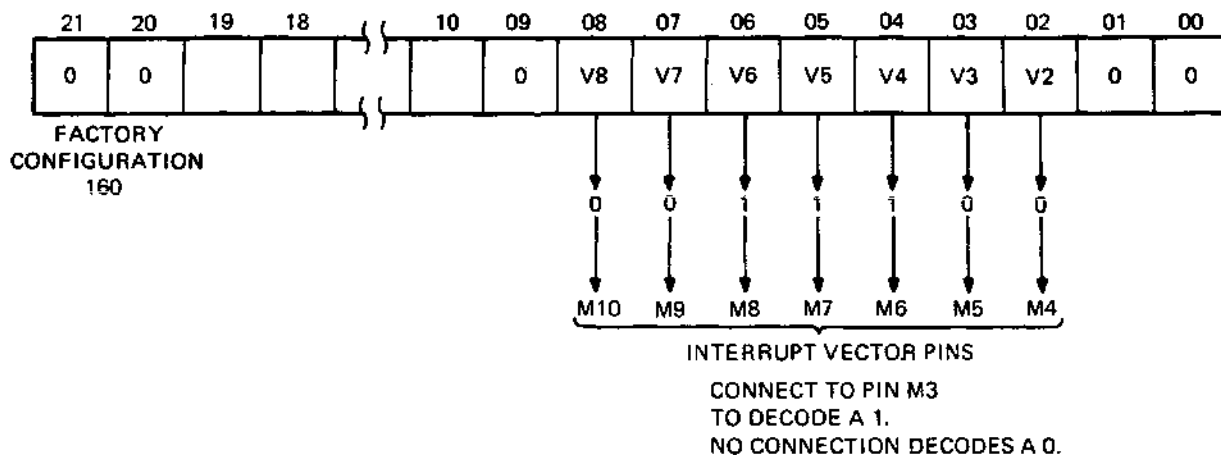 21 20 19 18 10 09 08 07 06 05 04 03 02 01 00
0 0 0 V8 V7 V6 V5 V4 V3 V2 0 0
FACTORY
CONFIGURATION
160
0 0 1 1 1 0 0
M10 M9 M8 M7 M6 M5 M4
INTERRUPT VECTOR PINS
CONNECT TO PIN M3
TO DECODE A 1.
NO CONNECTION DECODES A 0.